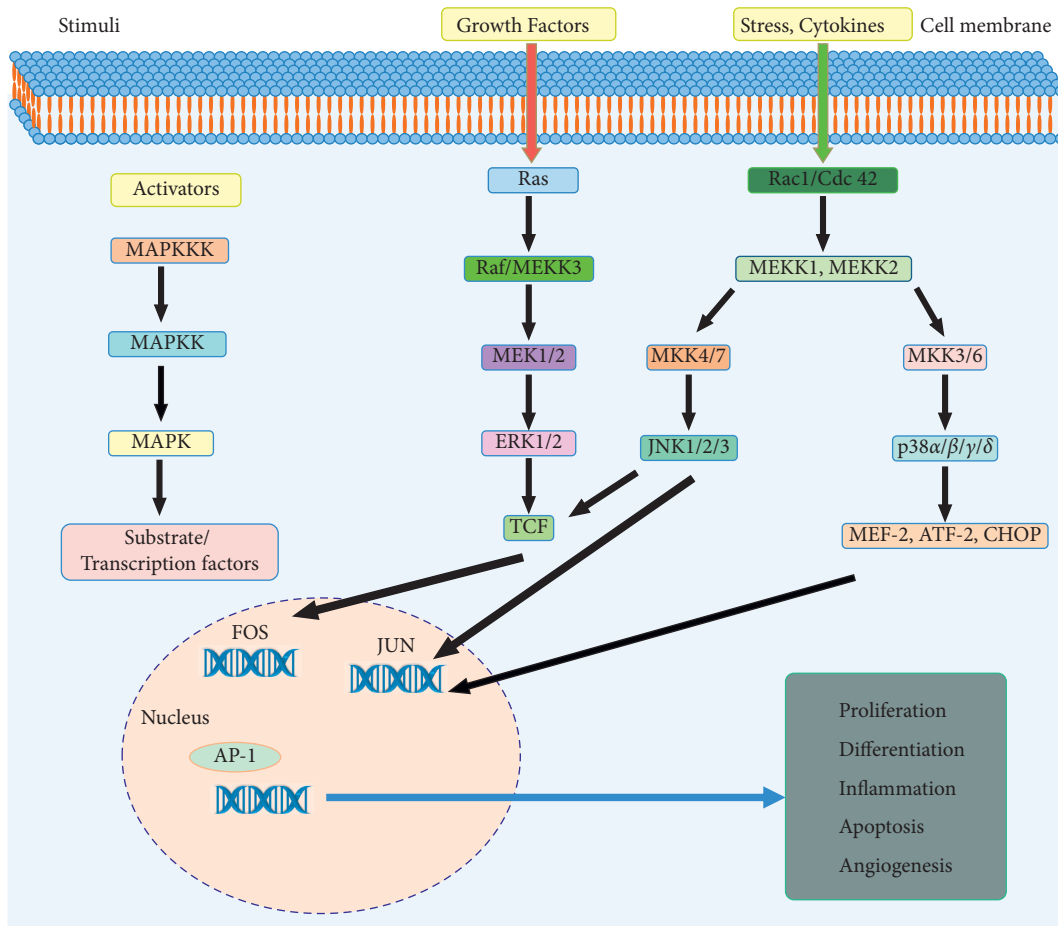 Stimuli
Growth Factors
Stress, Cytokines
Cell membrane
Activators
Ras
Rac1/Cdc 42
MAPKKK
Raf/MEKK3
MEKK1, MEKK2
MAPKK
MEK1/2
MKK4/7
MKK3/6
MAPK
ERK1/2
JNK1/2/3
p38α/β/γ/δ
Substrate/
Transcription factors
TCF
MEF-2, ATF-2, CHOP
FOS
JUN
Nucleus
AP-1
Proliferation
Differentiation
Inflammation
Apoptosis
Angiogenesis